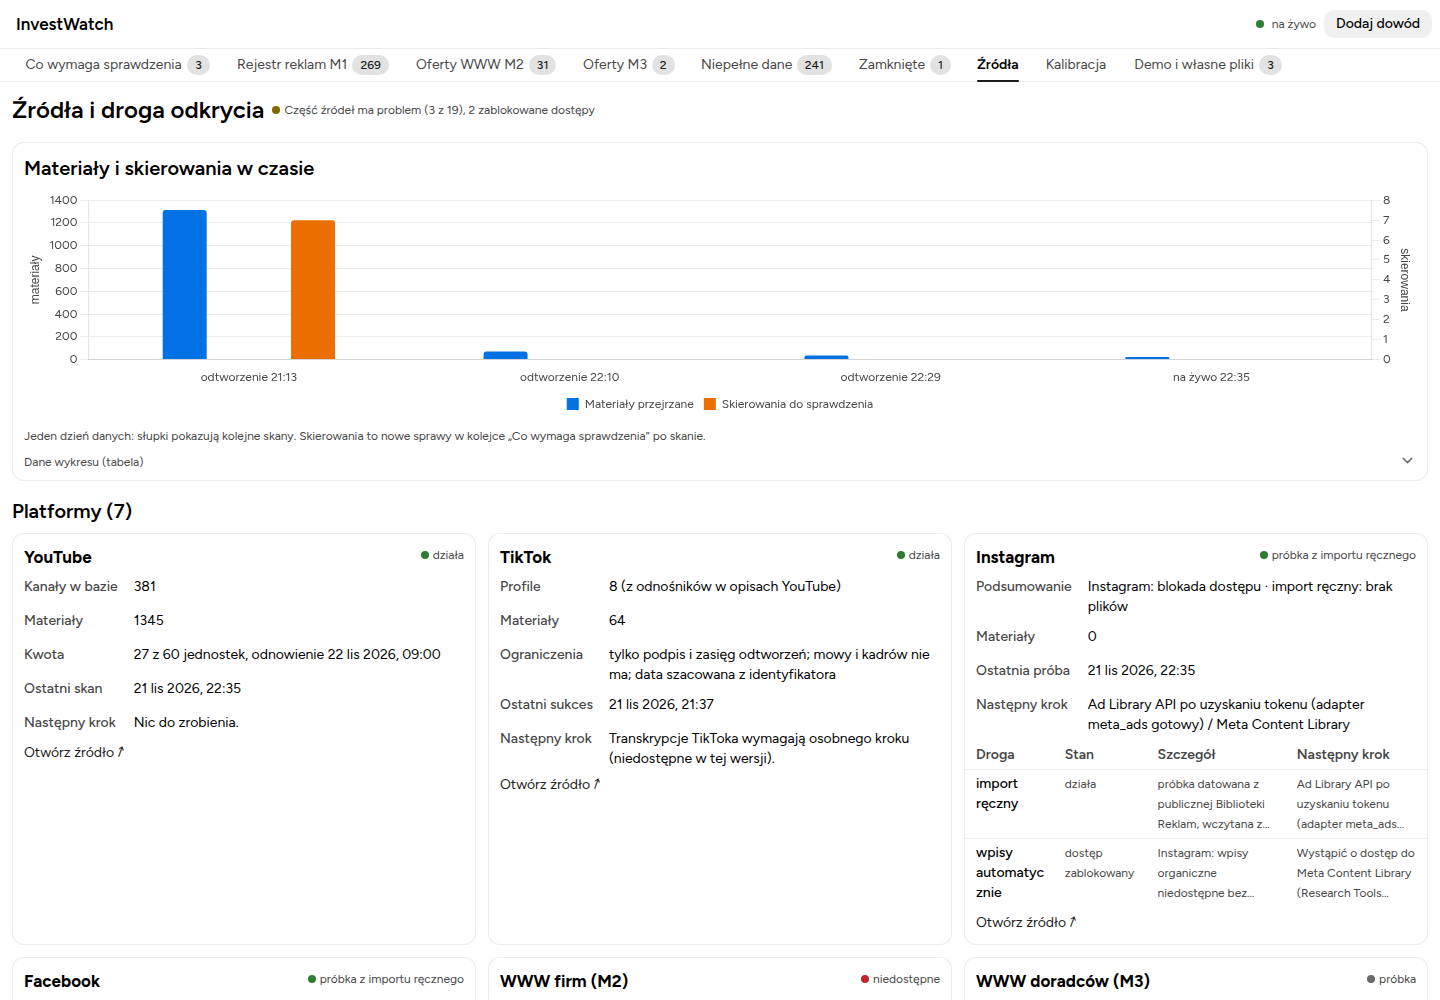 InvestWatch
na żywo
Dodaj dowód
Co wymaga sprawdzenia 3
Rejestr reklam M1 269
Oferty WWW M2 31
Oferty M3 2
Niepełne dane 241
Zamknięte 1
Źródła
Kalibracja
Demo i własne pliki 3
Źródła i droga odkrycia
Część źródeł ma problem (3 z 19), 2 zablokowane dostępy
Materiały i skierowania w czasie
1400
1200
1000
800
600
400
200
0
materiały
8
7
6
5
4
3
2
1
0
skierowania
odtworzenie 21:13
odtworzenie 22:10
odtworzenie 22:29
na żywo 22:35
Materiały przejrzane
Skierowania do sprawdzenia
Jeden dzień danych: słupki pokazują kolejne skany. Skierowania to nowe sprawy w kolejce „Co wymaga sprawdzenia” po skanie.
Dane wykresu (tabela)
Platformy (7)
YouTube
działa
Kanały w bazie 381
Materiały 1345
Kwota 27 z 60 jednostek, odnowienie 22 lis 2026, 09:00
Ostatni skan 21 lis 2026, 22:35
Następny krok Nic do zrobienia.
Otwórz źródło ↗
TikTok
działa
Profile 8 (z odnośników w opisach YouTube)
Materiały 64
Ograniczenia tylko podpis i zasięg odtworzeń; mowy i kadrów nie
ma; data szacowana z identyfikatora
Ostatni sukces 21 lis 2026, 21:37
Następny krok Transkrypcje TikToka wymagają osobnego kroku
(niedostępne w tej wersji).
Otwórz źródło ↗
Instagram
próbka z importu ręcznego
Podsumowanie Instagram: blokada dostępu · import ręczny: brak
plików
Materiały 0
Ostatnia próba 21 lis 2026, 22:35
Następny krok Ad Library API po uzyskaniu tokenu (adapter
meta_ads gotowy) / Meta Content Library
Droga Stan Szczegół Następny krok
import działa próbka datowana z Ad Library API po
ręczny publicznej Biblioteki uzyskaniu tokenu
Reklam, wczytana z... (adapter meta_ads...
wpisy dostęp Instagram: wpisy Wystąpić o dostęp do
automatyc zablokowany organiczne Meta Content Library
znie niedostępne bez... (Research Tools...
Otwórz źródło ↗
Facebook
próbka z importu ręcznego
WWW firm (M2)
niedostępne
WWW doradców (M3)
próbka